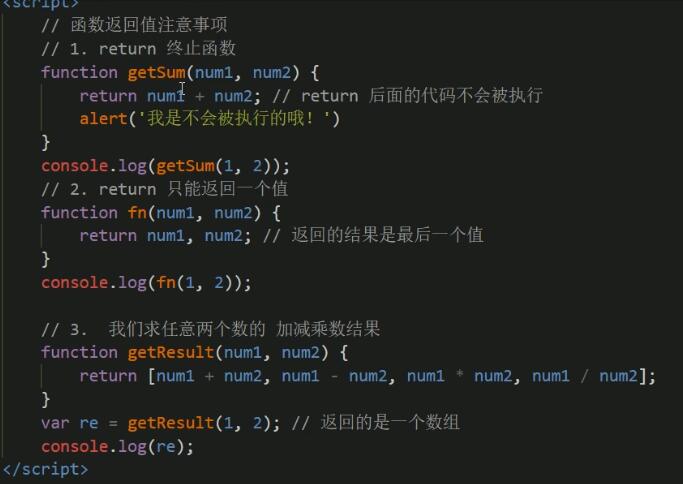 <script>
// 函数返回值注意事项
// 1. return 终止函数
function getSum(num1, num2) {
return num1 + num2; // return 后面的代码不会被执行
alert('我是不会被执行的哦！')
}
console.log(getSum(1, 2));
// 2. return 只能返回一个值
function fn(num1, num2) {
return num1, num2; // 返回的结果是最后一个值
}
console.log(fn(1, 2));
// 3.  我们求任意两个数的 加减乘数结果
function getResult(num1, num2) {
return [num1 + num2, num1 - num2, num1 * num2, num1 / num2];
}
var re = getResult(1, 2); // 返回的是一个数组
console.log(re);
</script>